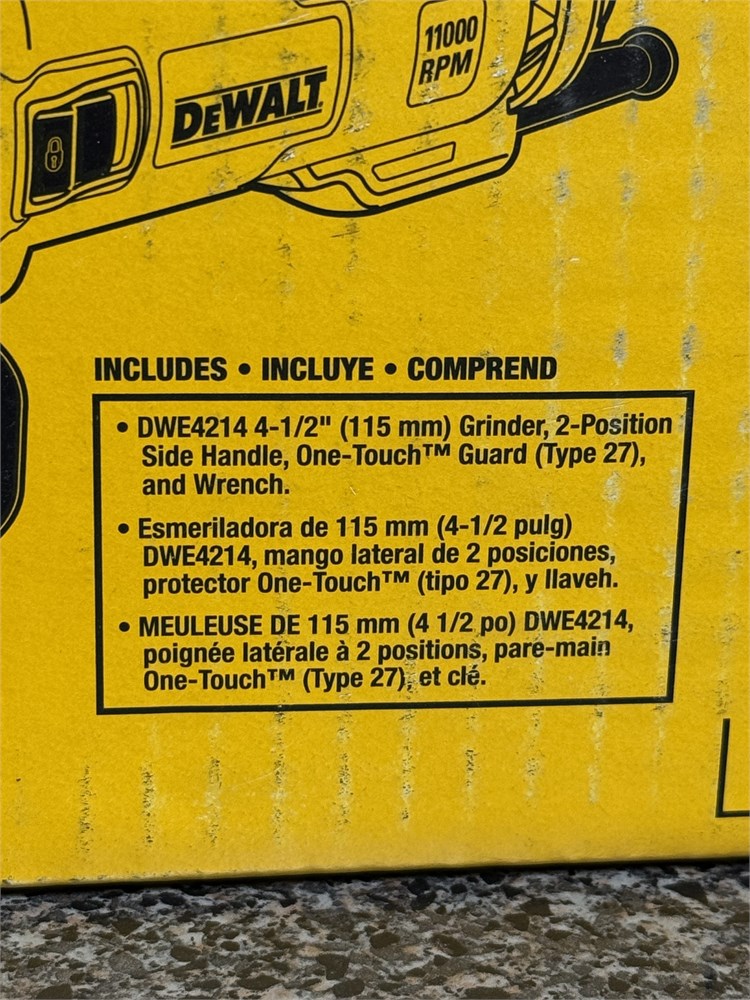 11000
RPM
DEWALT
INCLUDES • INCLUYE • COMPREND
• DWE4214 4-1/2" (115 mm) Grinder, 2-Position
Side Handle, One-Touch™ Guard (Type 27),
and Wrench.
• Esmeriladora de 115 mm (4-1/2 pulg)
DWE4214, mango lateral de 2 posiciones,
protector One-Touch™ (tipo 27), y llaveh.
• MEULEUSE DE 115 mm (4 1/2 po) DWE4214,
poignée latérale à 2 positions, pare-main
One-Touch™ (Type 27), et clé.